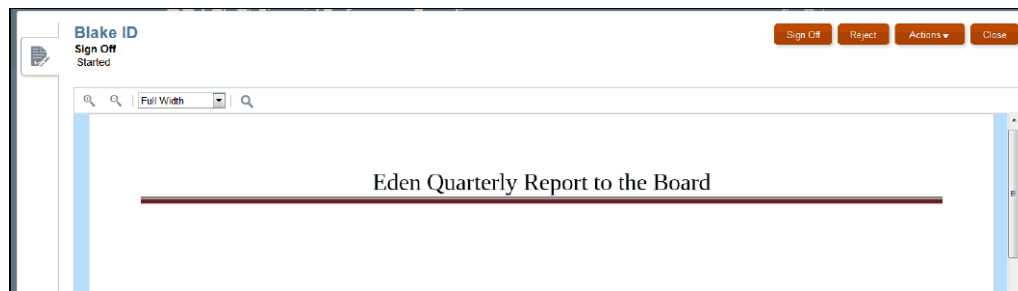 Blake ID
Sign Off
Started
Sign Off
Reject
Actions
Close
Full Width
Eden Quarterly Report to the Board